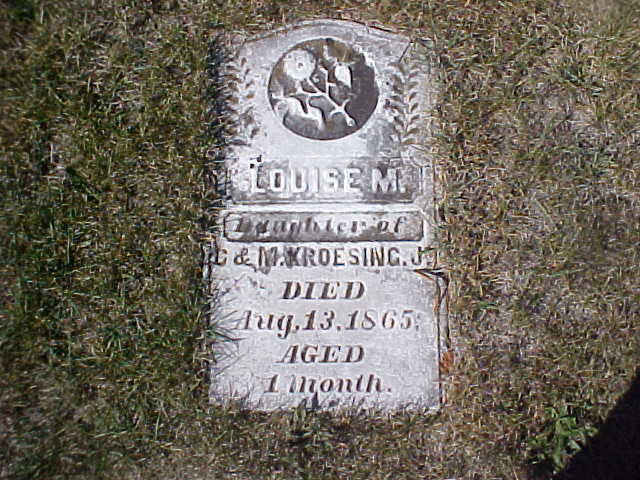 LOUISE M.
Daughter of
C & M. KROESING. J
DIED
Aug. 13, 1865.
AGED
1 month.